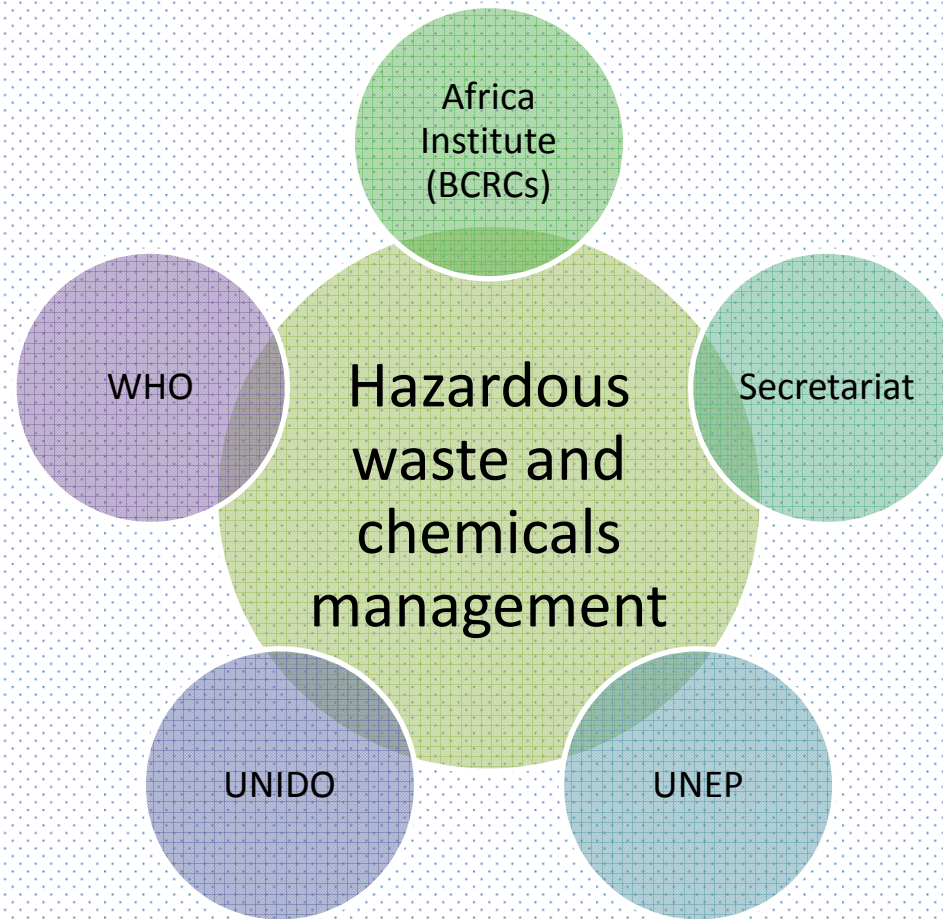 Africa
Institute
(BCRCs)
WHO
Hazardous
waste and
chemicals
management
Secretariat
UNIDO
UNEP